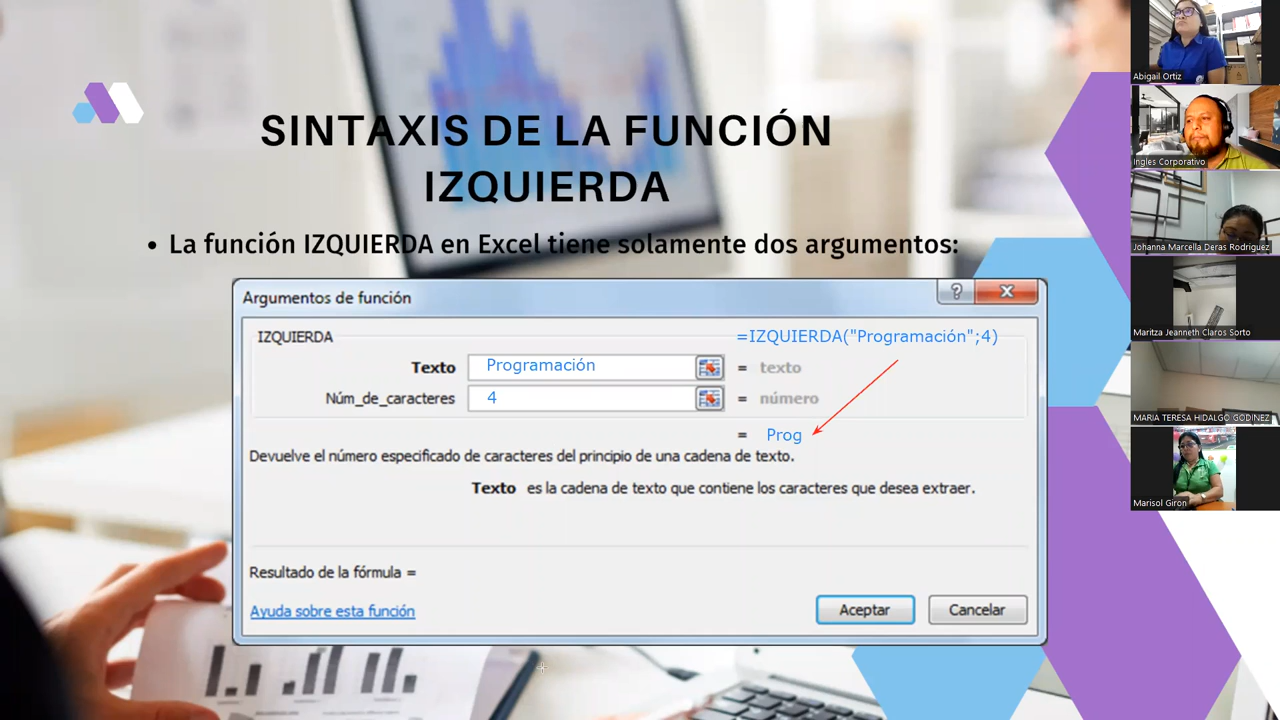 SINTAXIS DE LA FUNCIÓN
IZQUIERDA
• La función IZQUIERDA en Excel tiene solamente dos argumentos:
Argumentos de función
?
IZQUIERDA
=IZQUIERDA("Programación";4)
Texto Programación = texto
Núm_de_caracteres 4 = número
= Prog
Devuelve el número especificado de caracteres del principio de una cadena de texto.
Texto es la cadena de texto que contiene los caracteres que desea extraer.
Resultado de la fórmula =
Ayuda sobre esta función
Aceptar Cancelar
Abigail Ortiz
Ingles Corporativo
Johanna Marcella Deras Rodriguez
Maritza Jeanneth Claros Sorto
MARIA TERESA HIDALGO GODINEZ
Marisol Giron